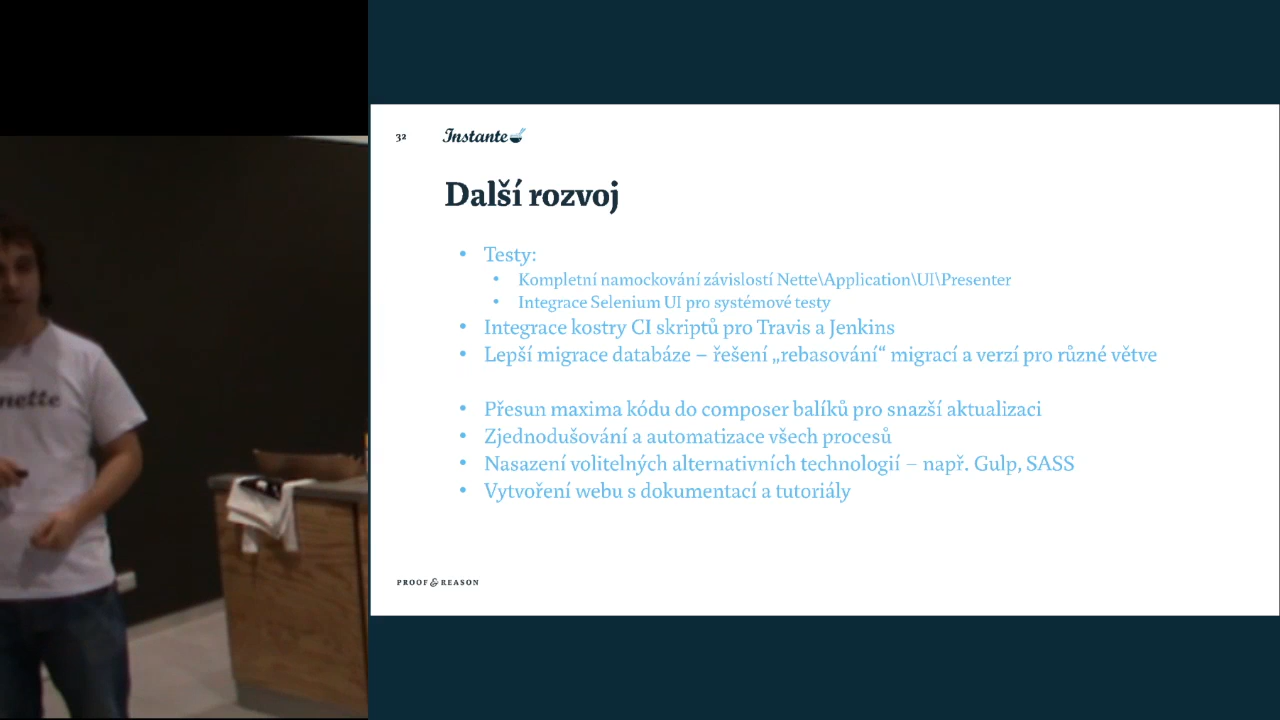 32
Instante
Další rozvoj
• Testy:
• Kompletní namockování závislostí Nette\Application\UI\Presenter
• Integrace Selenium UI pro systémové testy
• Integrace kostry CI skriptů pro Travis a Jenkins
• Lepší migrace databáze – řešení „rebasování“ migrací a verzí pro různé větve
• Přesun maxima kódu do composer balíků pro snazší aktualizaci
• Zjednodušování a automatizace všech procesů
• Nasazení volitelných alternativních technologií – např. Gulp, SASS
• Vytvoření webu s dokumentací a tutoriály
PROOF & REASON
nette